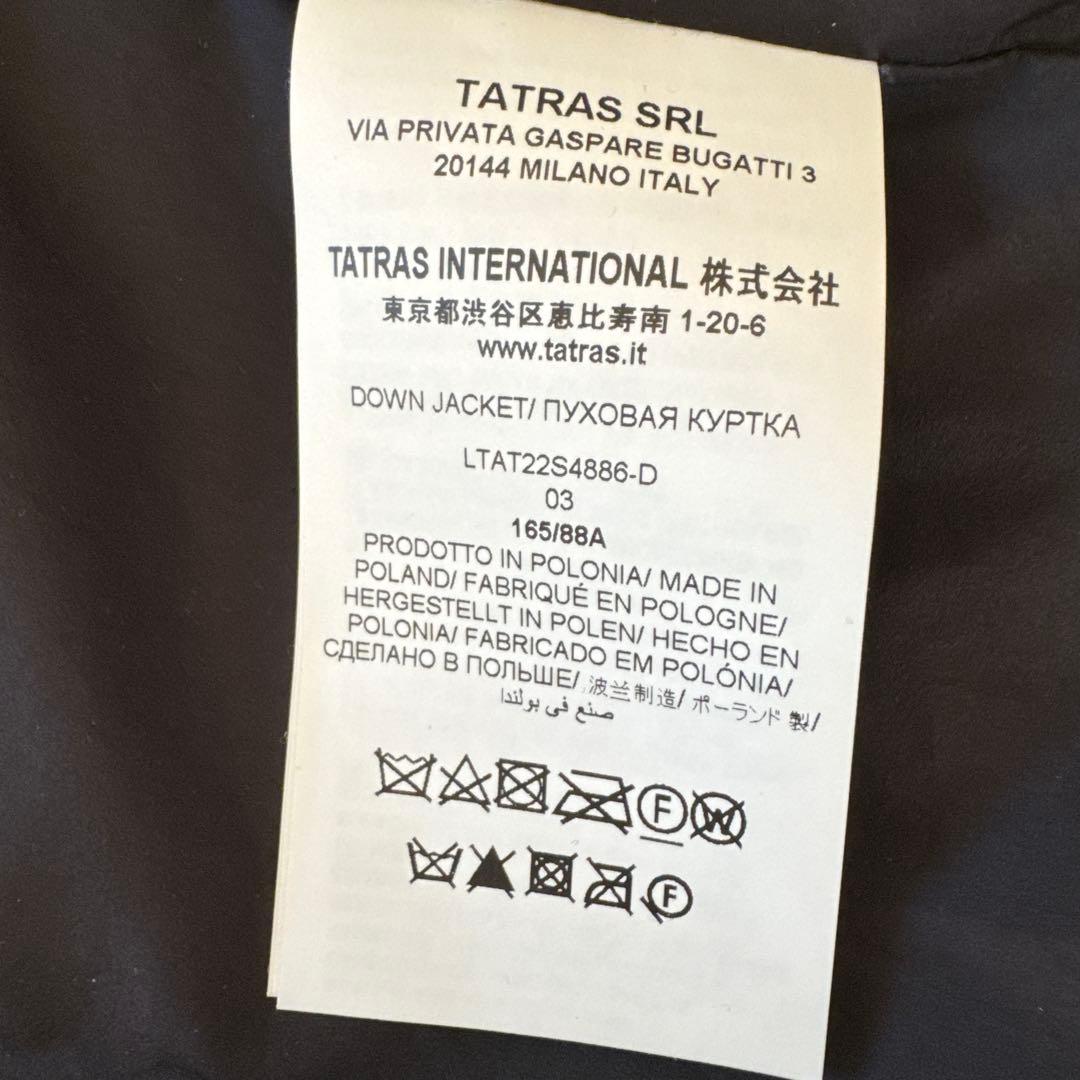 TATRAS SRL
VIA PRIVATA GASPARE BUGATTI 3
20144 MILANO ITALY
TATRAS INTERNATIONAL 株式会社
東京都渋谷区恵比寿南 1-20-6
www.tatras.it
DOWN JACKET/ ПУХОВАЯ КУРТКА
LTAT22S4886-D
03
165/88A
PRODOTTO IN POLONIA/ MADE IN
POLAND/ FABRIQUÉ EN POLOGNE/
HERGESTELLT IN POLEN/ HECHO EN
POLONIA/ FABRICADO EM POLÓNIA/
СДЕЛАНО В ПОЛЬШЕ/ 波兰制造/ ポーランド製/
صنع في بولندا
F W
F